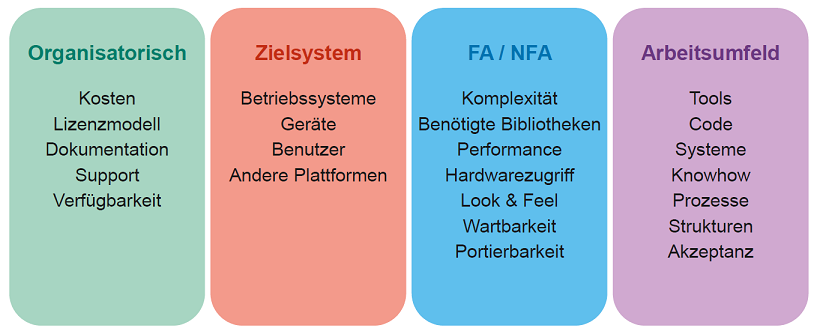 Organisatorisch
Kosten
Lizenzmodell
Dokumentation
Support
Verfügbarkeit
Zielsystem
Betriebssysteme
Geräte
Benutzer
Andere Plattformen
FA / NFA
Komplexität
Benötigte Bibliotheken
Performance
Hardwarezugriff
Look & Feel
Wartbarkeit
Portierbarkeit
Arbeitsumfeld
Tools
Code
Systeme
Knowhow
Prozesse
Strukturen
Akzeptanz